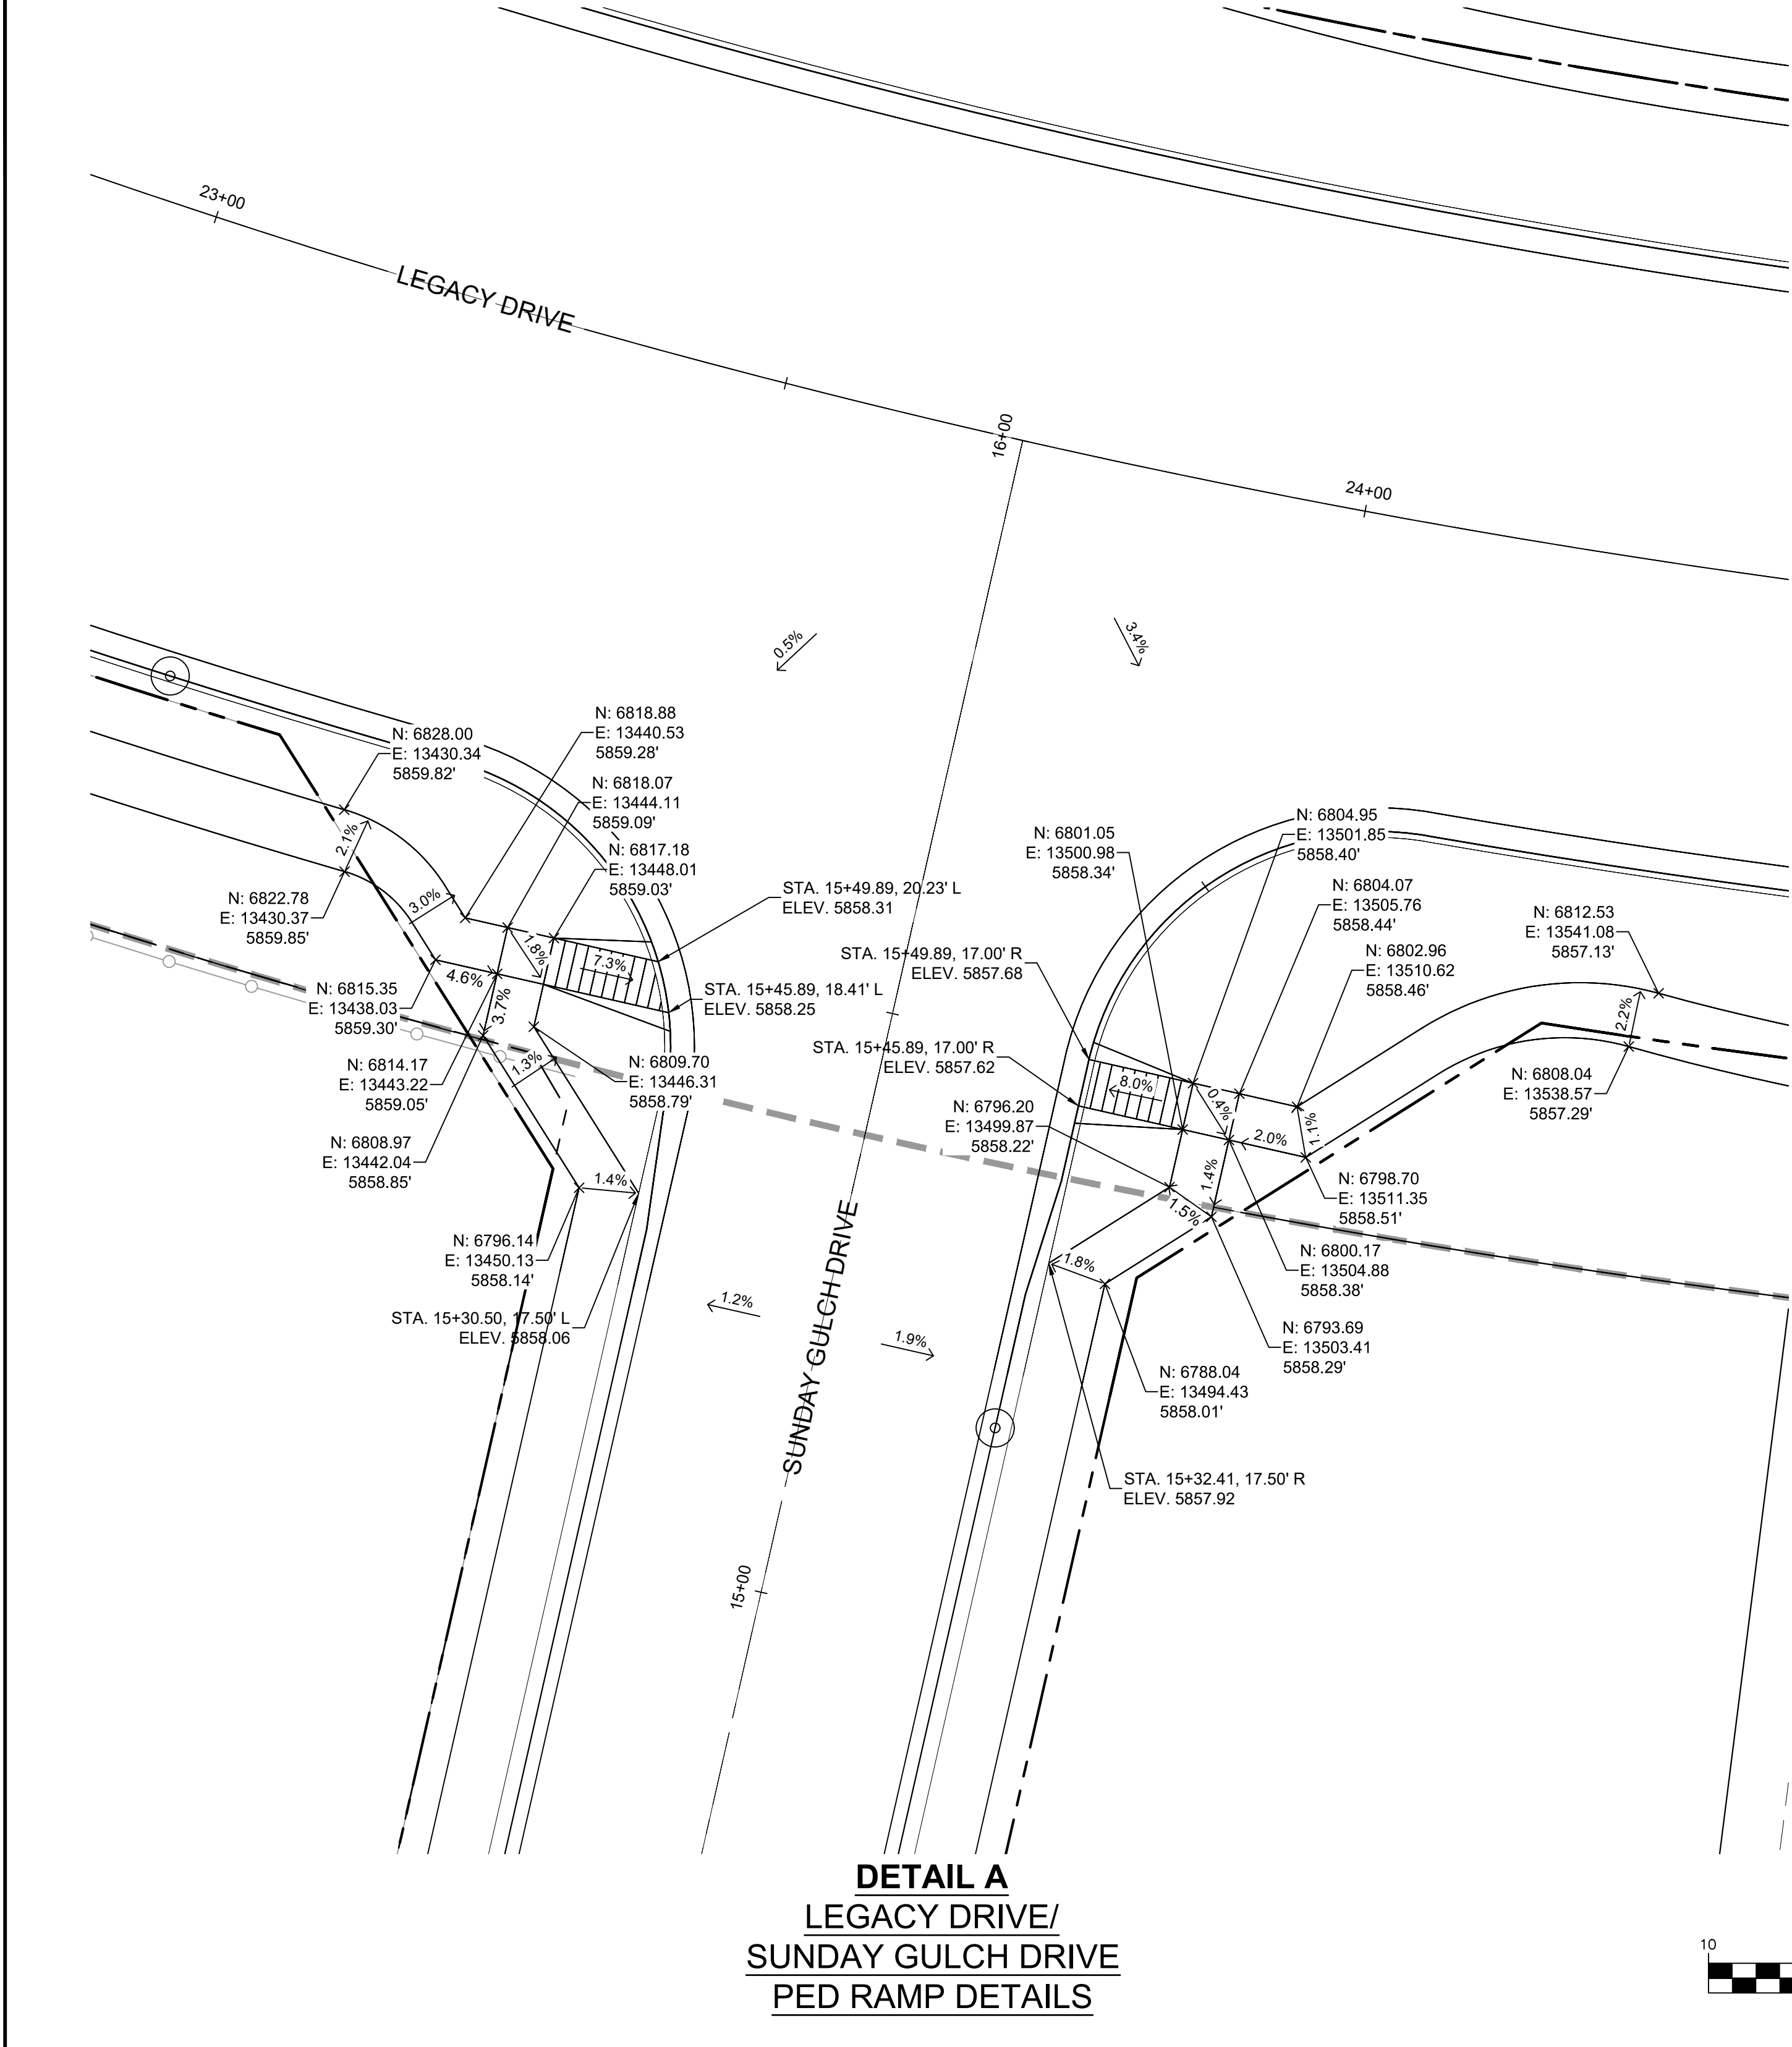 23+00
LEGACY DRIVE
16+00
24+00
0.5%
3.4%
N: 6818.88
E: 13440.53
5859.28'
N: 6828.00
E: 13430.34
5859.82'
N: 6818.07
E: 13444.11
5859.09'
N: 6817.18
E: 13448.01
5859.03'
2.1%
3.0%
STA. 15+49.89, 20.23' L
ELEV. 5858.31
N: 6822.78
E: 13430.37
5859.85'
1.8%
7.3%
4.6%
3.7%
STA. 15+45.89, 18.41' L
ELEV. 5858.25
N: 6815.35
E: 13438.03
5859.30'
N: 6814.17
E: 13443.22
5859.05'
1.3%
N: 6809.70
E: 13446.31
5858.79'
N: 6808.97
E: 13442.04
5858.85'
1.4%
N: 6796.14
E: 13450.13
5858.14'
STA. 15+30.50, 17.50' L
ELEV. 5858.06
N: 6801.05
E: 13500.98
5858.34'
N: 6804.95
E: 13501.85
5858.40'
N: 6804.07
E: 13505.76
5858.44'
N: 6802.96
E: 13510.62
5858.46'
N: 6812.53
E: 13541.08
5857.13'
STA. 15+49.89, 17.00' R
ELEV. 5857.68
STA. 15+45.89, 17.00' R
ELEV. 5857.62
2.2%
8.0%
0.4%
2.0%
1.1%
N: 6808.04
E: 13538.57
5857.29'
N: 6796.20
E: 13499.87
5858.22'
1.4%
1.5%
N: 6798.70
E: 13511.35
5858.51'
1.8%
N: 6800.17
E: 13504.88
5858.38'
N: 6793.69
E: 13503.41
5858.29'
N: 6788.04
E: 13494.43
5858.01'
STA. 15+32.41, 17.50' R
ELEV. 5857.92
1.2%
1.9%
SUNDAY GULCH DRIVE
15+00
DETAIL A
LEGACY DRIVE/
SUNDAY GULCH DRIVE
PED RAMP DETAILS
10